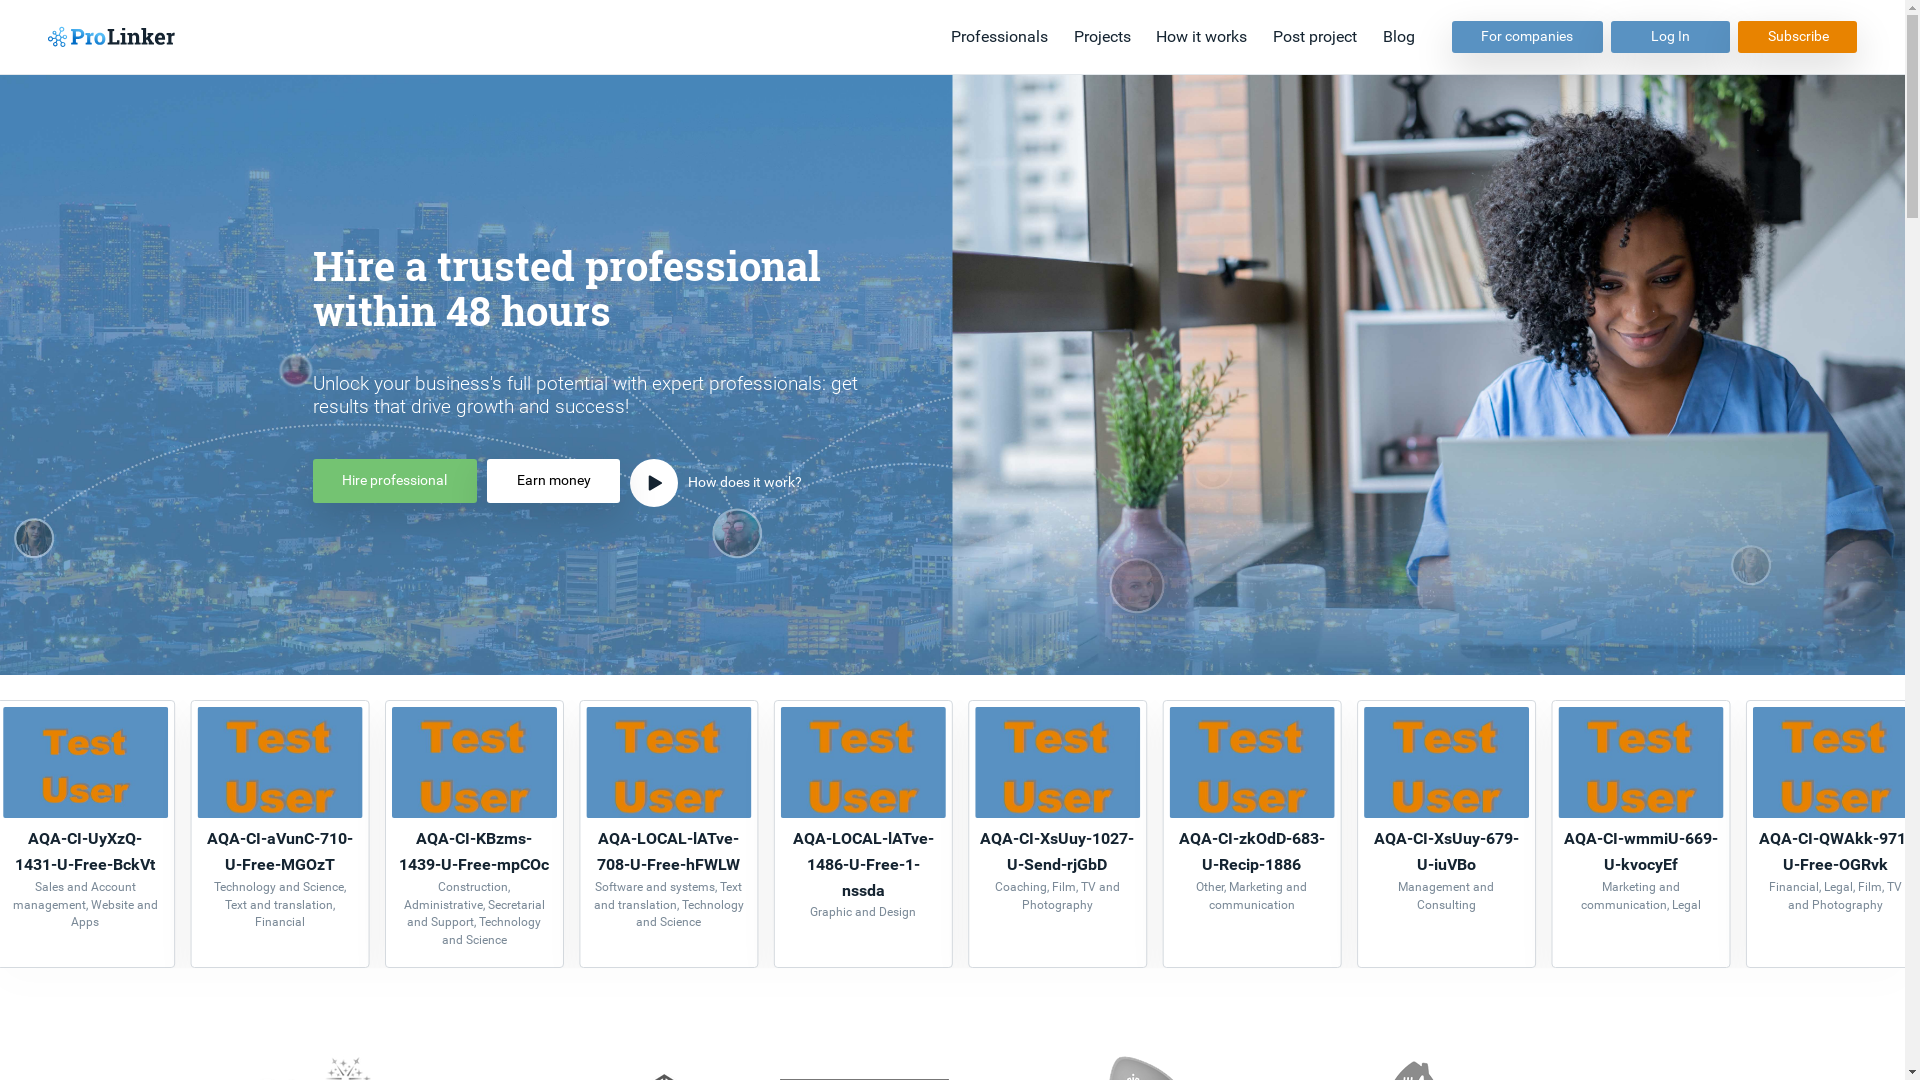 ProLinker
Professionals
Projects
How it works
Post project
Blog
For companies
Log In
Subscribe
Hire a trusted professional
within 48 hours
Unlock your business's full potential with expert professionals: get
results that drive growth and success!
Hire professional
Earn money
How does it work?
Test
User
AQA-CI-UyXzQ-
1431-U-Free-BckVt
Sales and Account
management, Website and
Apps
Test
User
AQA-CI-aVunC-710-
U-Free-MGOzT
Technology and Science,
Text and translation,
Financial
Test
User
AQA-CI-KBzms-
1439-U-Free-mpCOc
Construction,
Administrative, Secretarial
and Support, Technology
and Science
Test
User
AQA-LOCAL-lATve-
708-U-Free-hFWLW
Software and systems, Text
and translation, Technology
and Science
Test
User
AQA-LOCAL-lATve-
1486-U-Free-1-
nssda
Graphic and Design
Test
User
AQA-CI-XsUuy-1027-
U-Send-rjGbD
Coaching, Film, TV and
Photography
Test
User
AQA-CI-zkOdD-683-
U-Recip-1886
Other, Marketing and
communication
Test
User
AQA-CI-XsUuy-679-
U-iuVBo
Management and
Consulting
Test
User
AQA-CI-wmmiU-669-
U-kvocyEf
Marketing and
communication, Legal
Test
User
AQA-CI-QWAkk-971
U-Free-OGRvk
Financial, Legal, Film, TV
and Photography